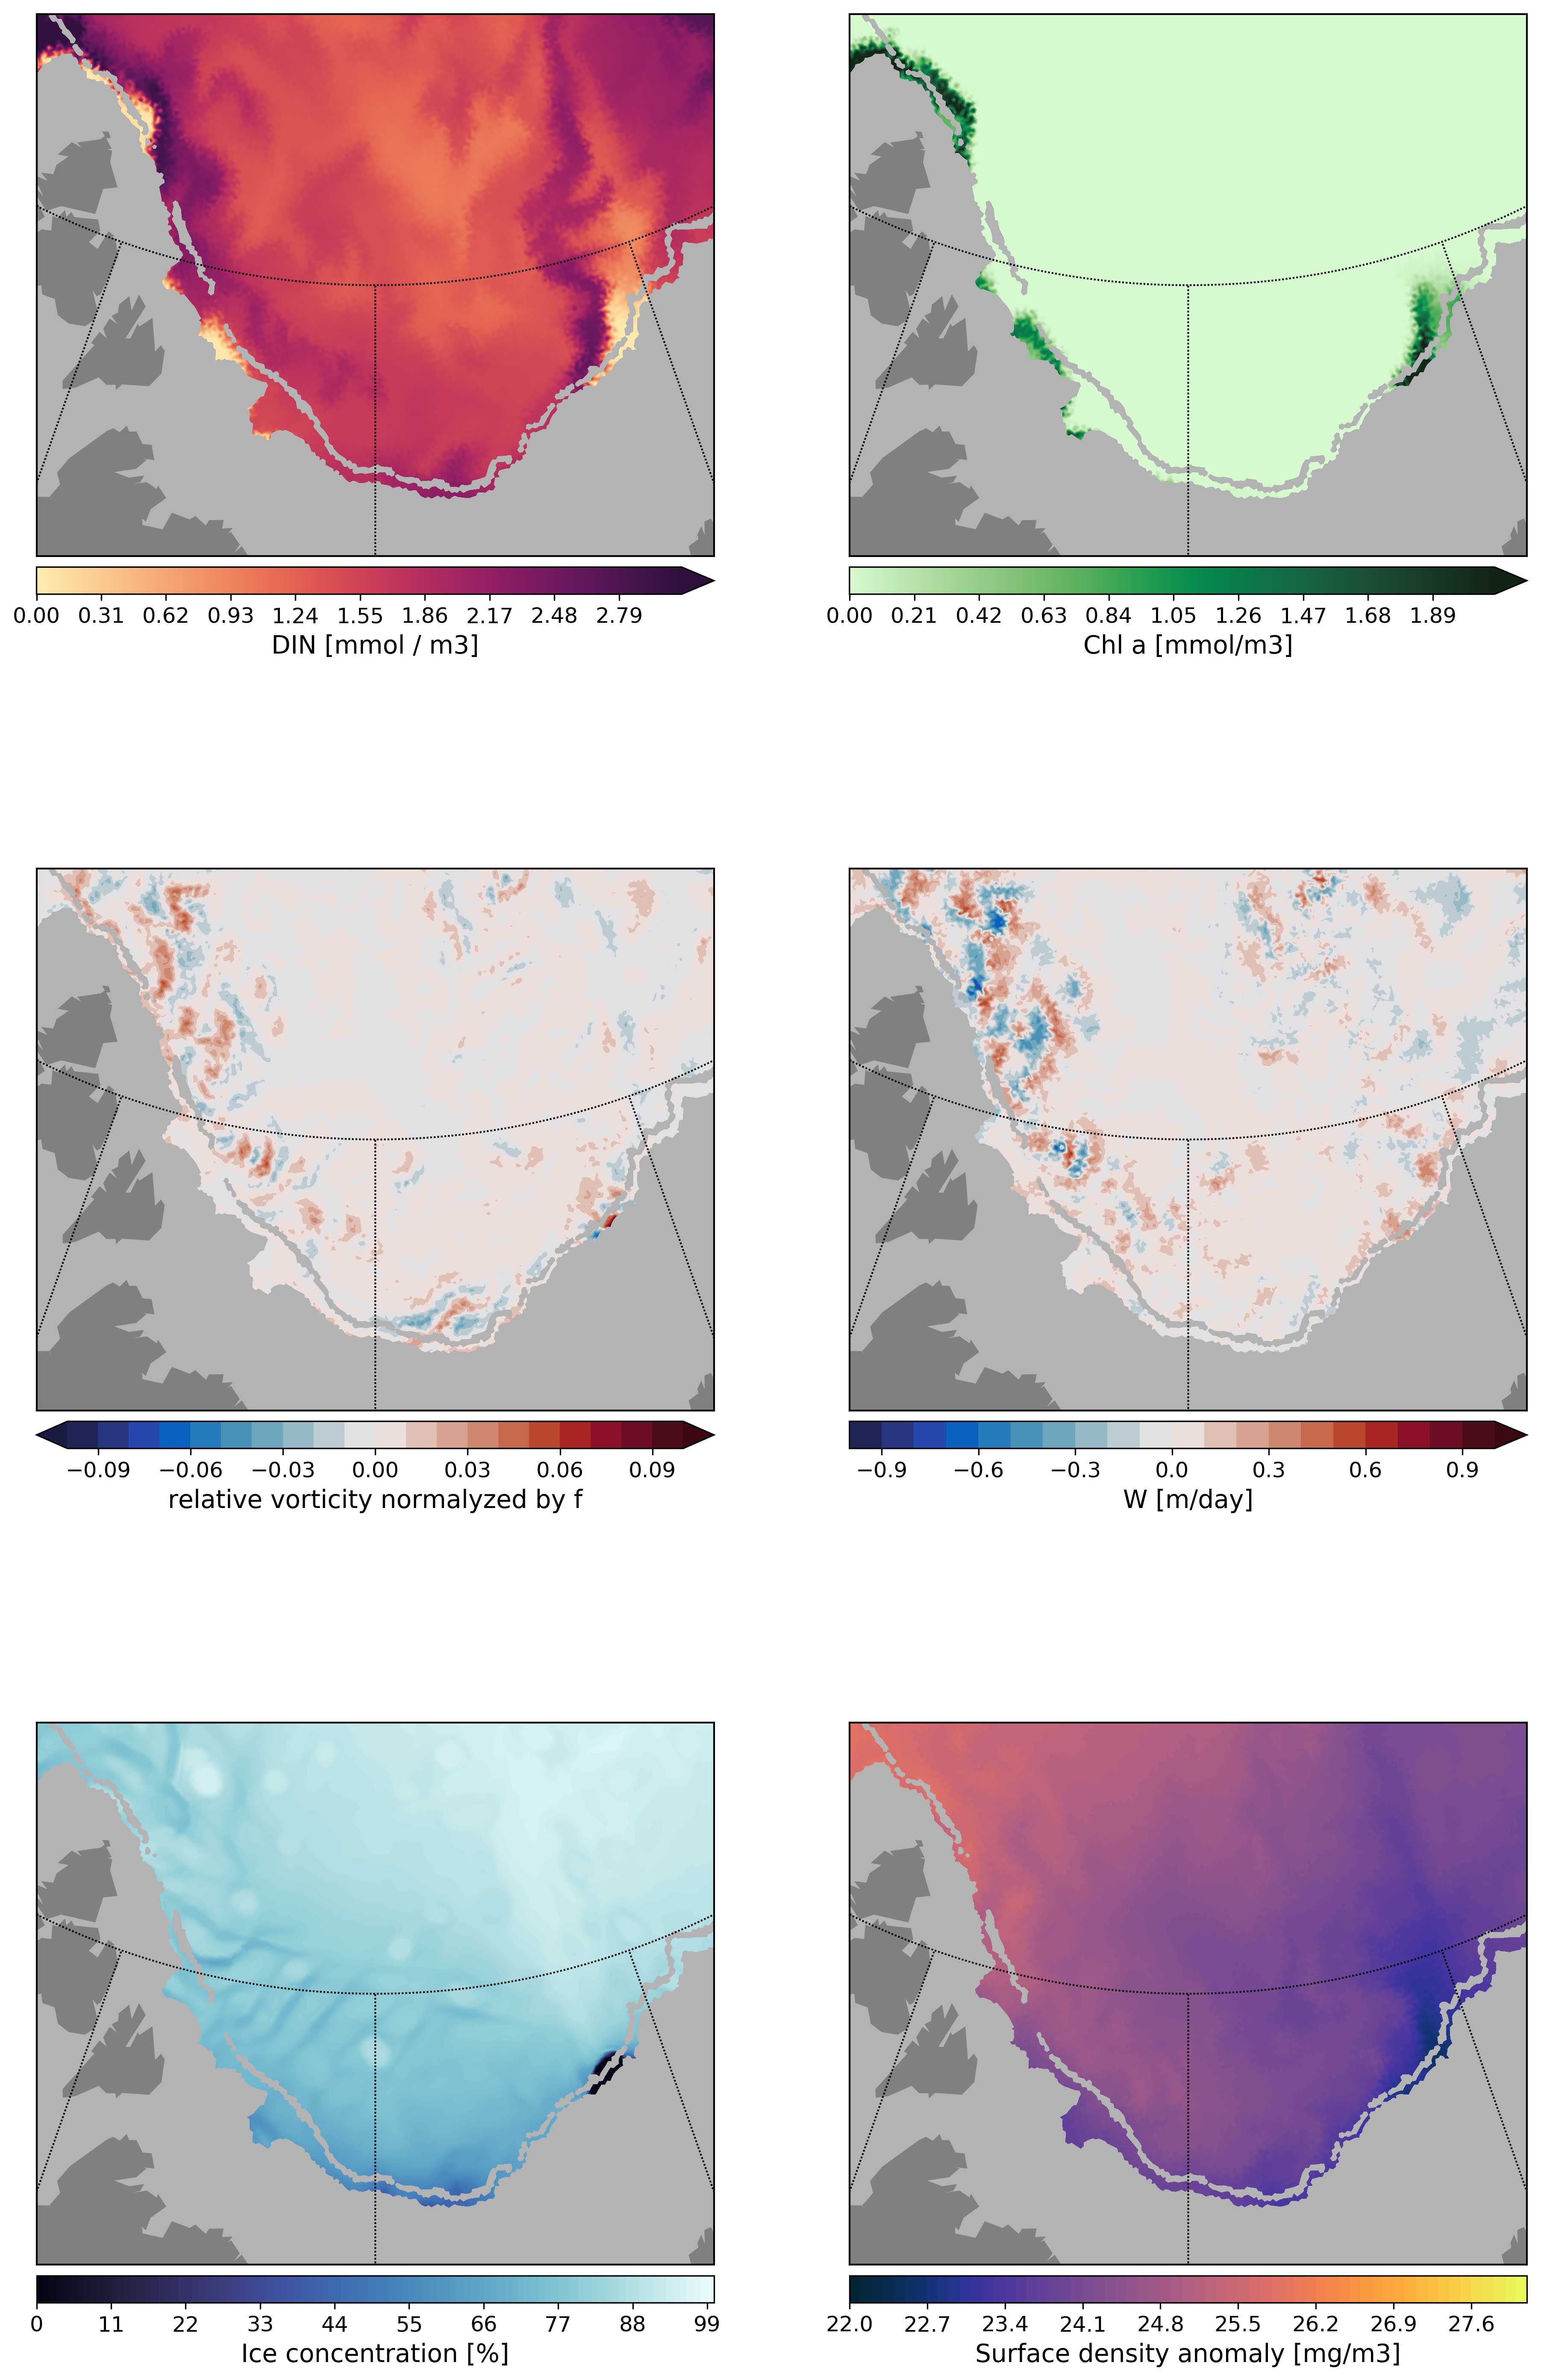 0.00 0.31 0.62 0.93 1.24 1.55 1.86 2.17 2.48 2.79
DIN [mmol / m3]
0.00 0.21 0.42 0.63 0.84 1.05 1.26 1.47 1.68 1.89
Chl a [mmol/m3]
−0.09 −0.06 −0.03 0.00 0.03 0.06 0.09
relative vorticity normalyzed by f
−0.9 −0.6 −0.3 0.0 0.3 0.6 0.9
W [m/day]
0 11 22 33 44 55 66 77 88 99
Ice concentration [%]
22.0 22.7 23.4 24.1 24.8 25.5 26.2 26.9 27.6
Surface density anomaly [mg/m3]